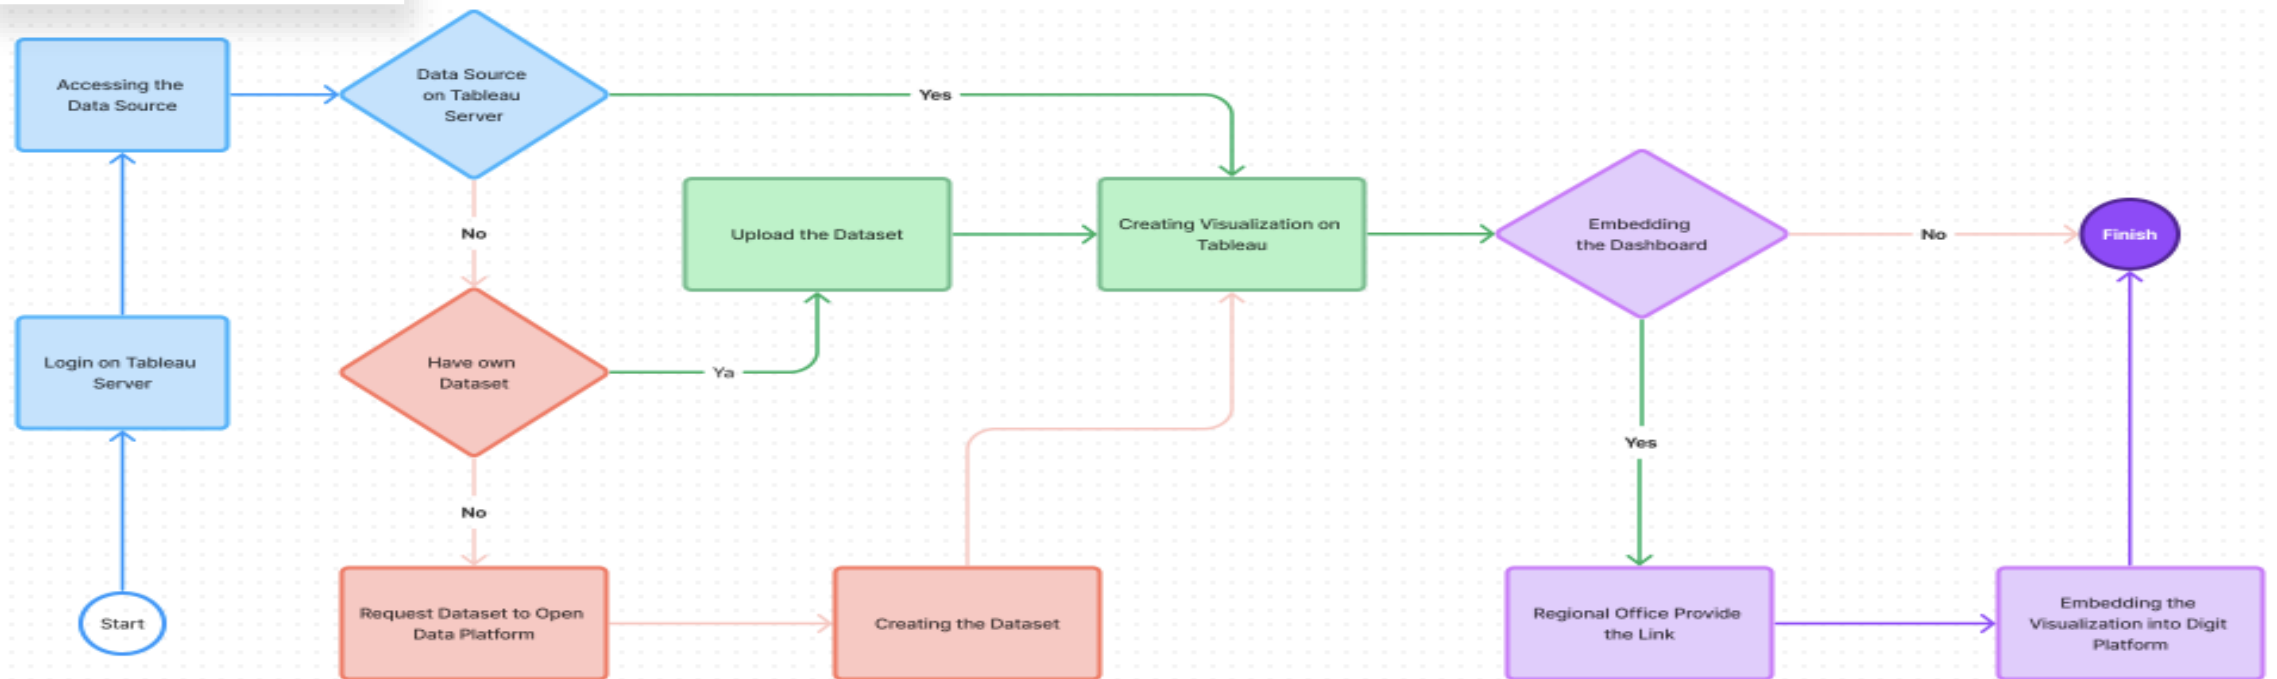 Accessing the
Data Source
Data Source
on Tableau
Server
Yes
No
Upload the Dataset
Creating Visualization on
Tableau
Embedding
the Dashboard
No
Finish
Login on Tableau
Server
Have own
Dataset
Ya
Yes
No
Start
Request Dataset to Open
Data Platform
Creating the Dataset
Regional Office Provide
the Link
Embedding the
Visualization into Digit
Platform